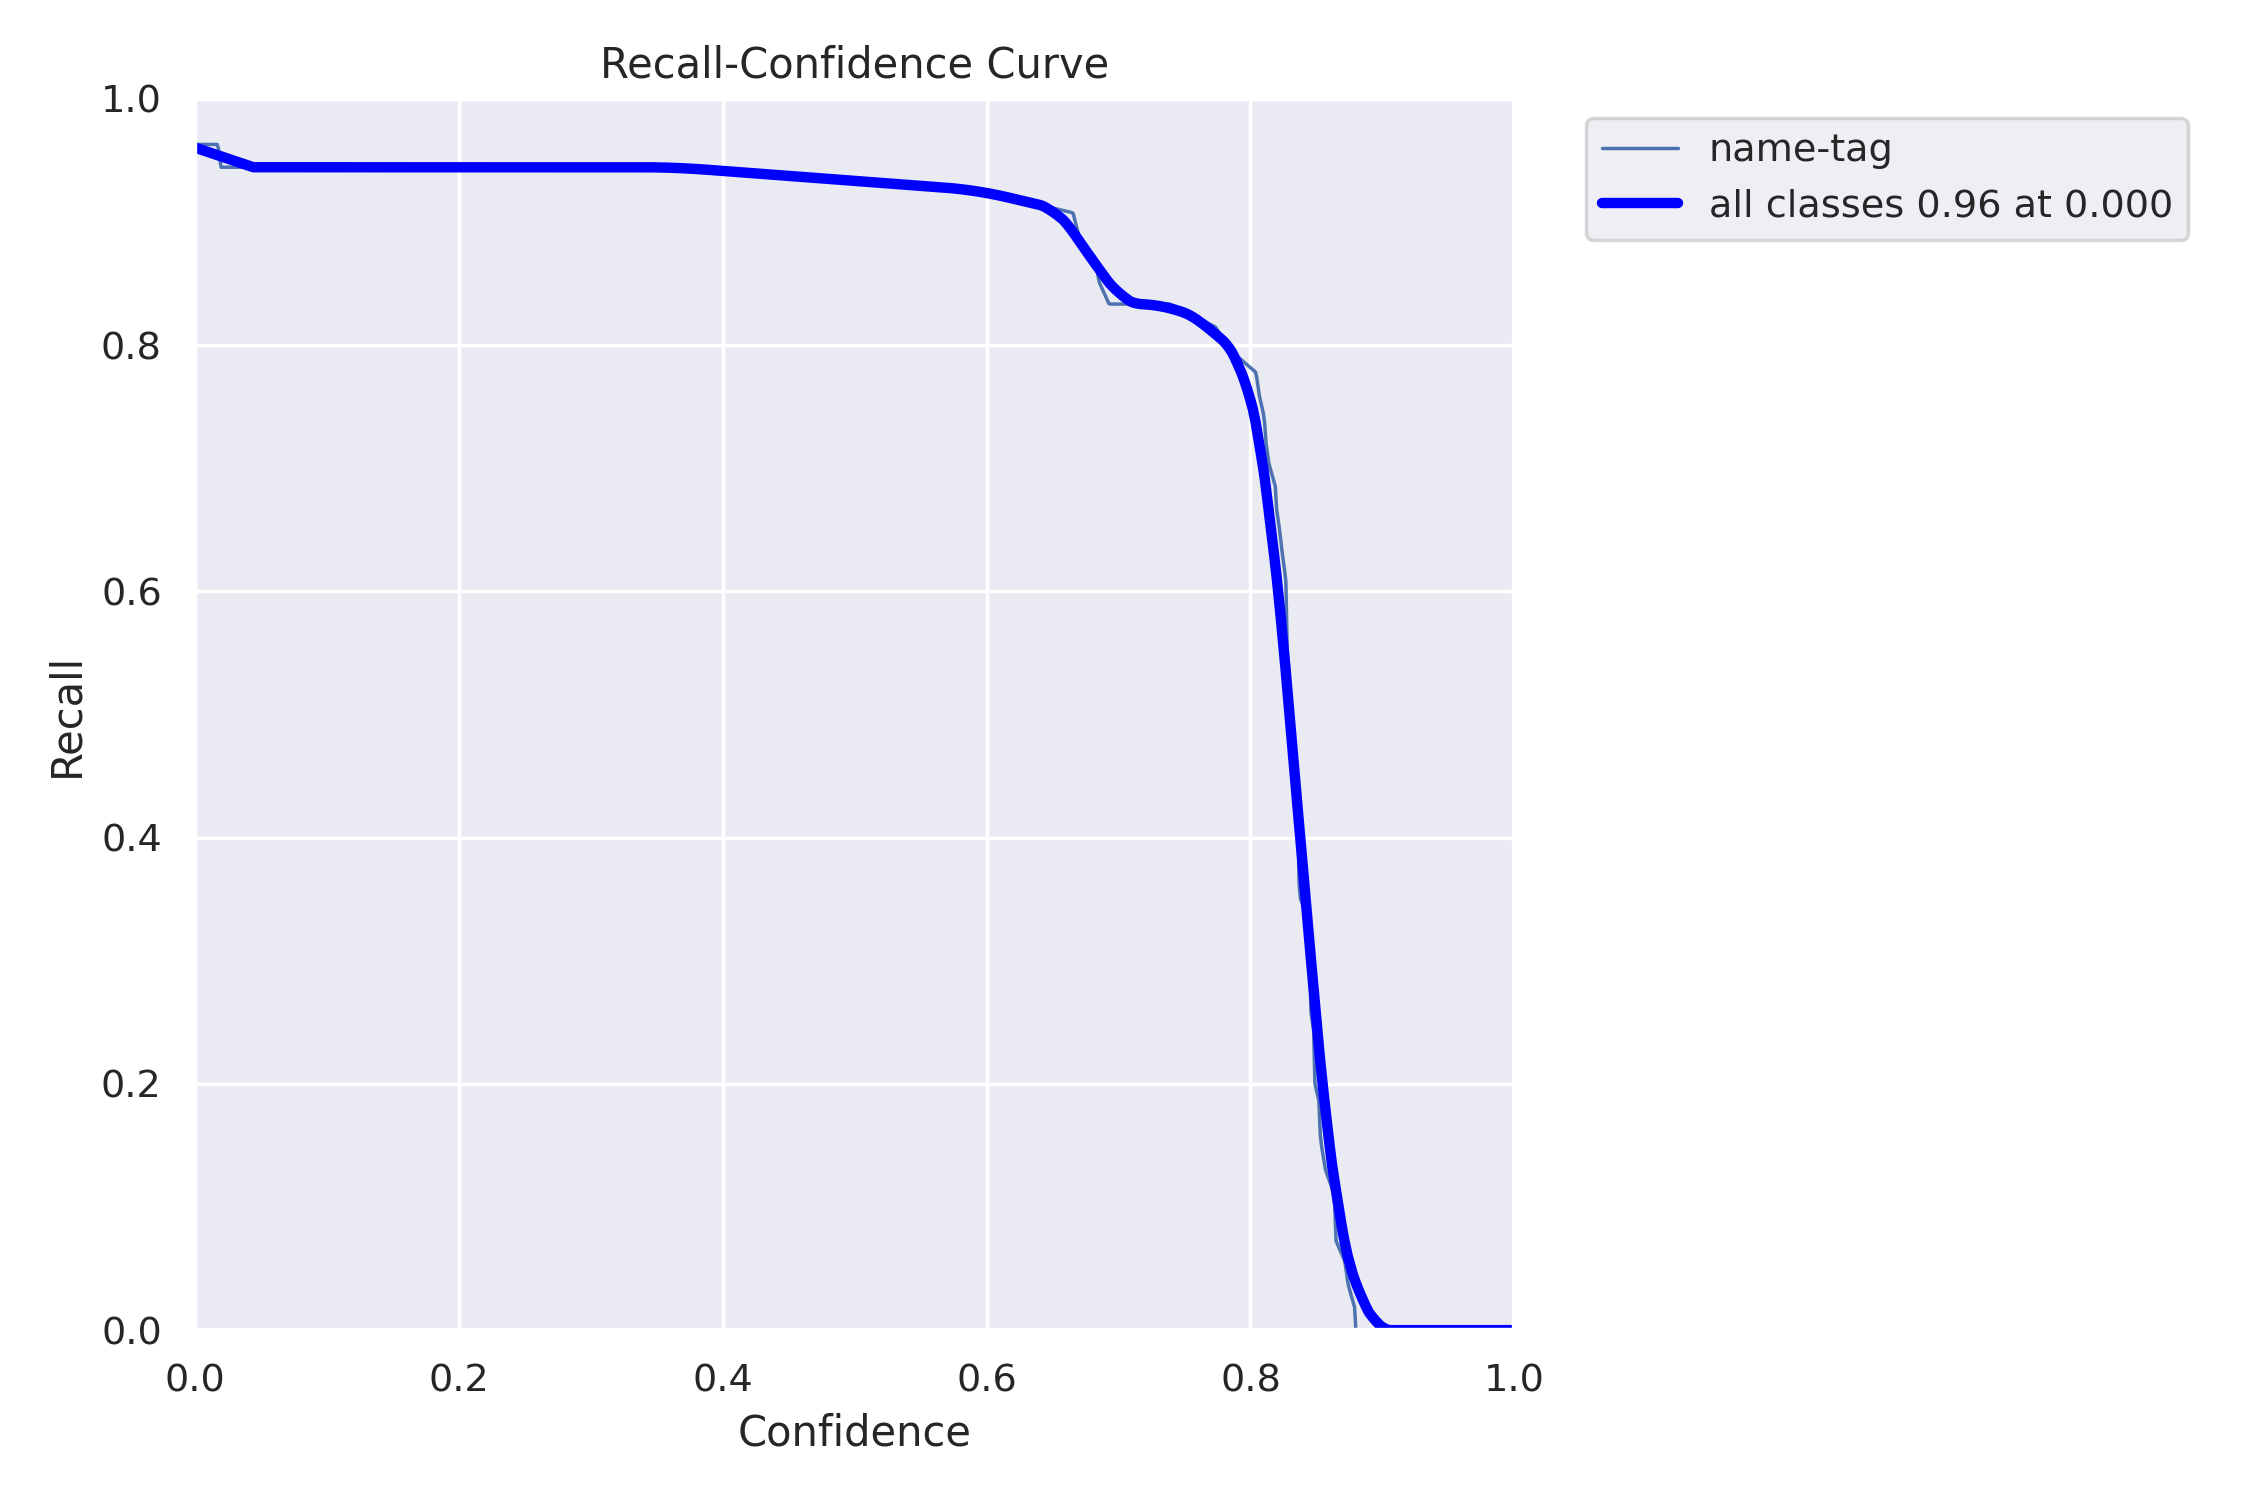 Recall-Confidence Curve
1.0
0.8
0.6
0.4
0.2
0.0
Recall
0.0 0.2 0.4 0.6 0.8 1.0
Confidence
name-tag
all classes 0.96 at 0.000